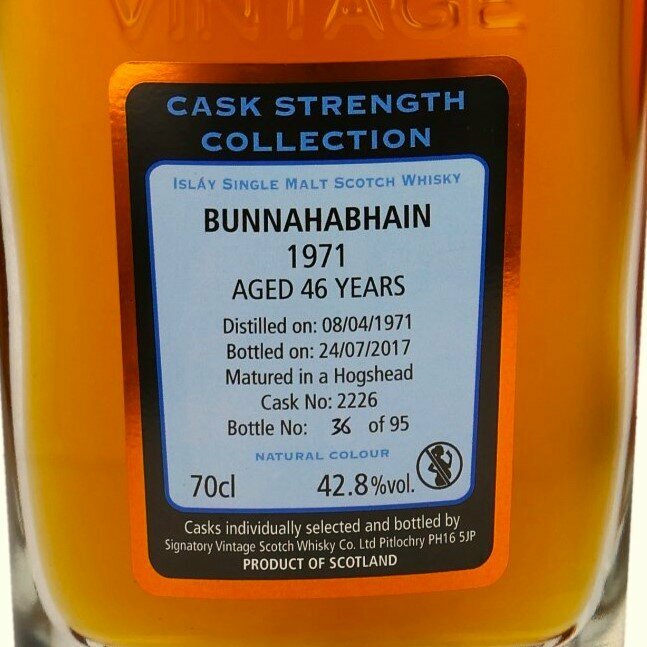 VINTAGE
CASK STRENGTH
COLLECTION
ISLÁY SINGLE MALT SCOTCH WHISKY
BUNNAHABHAIN
1971
AGED 46 YEARS
Distilled on: 08/04/1971
Bottled on: 24/07/2017
Matured in a Hogshead
Cask No: 2226
Bottle No: 36 of 95
NATURAL COLOUR
70cl 42.8%vol.
Casks individually selected and bottled by
Signatory Vintage Scotch Whisky Co. Ltd Pitlochry PH16 5JP
PRODUCT OF SCOTLAND